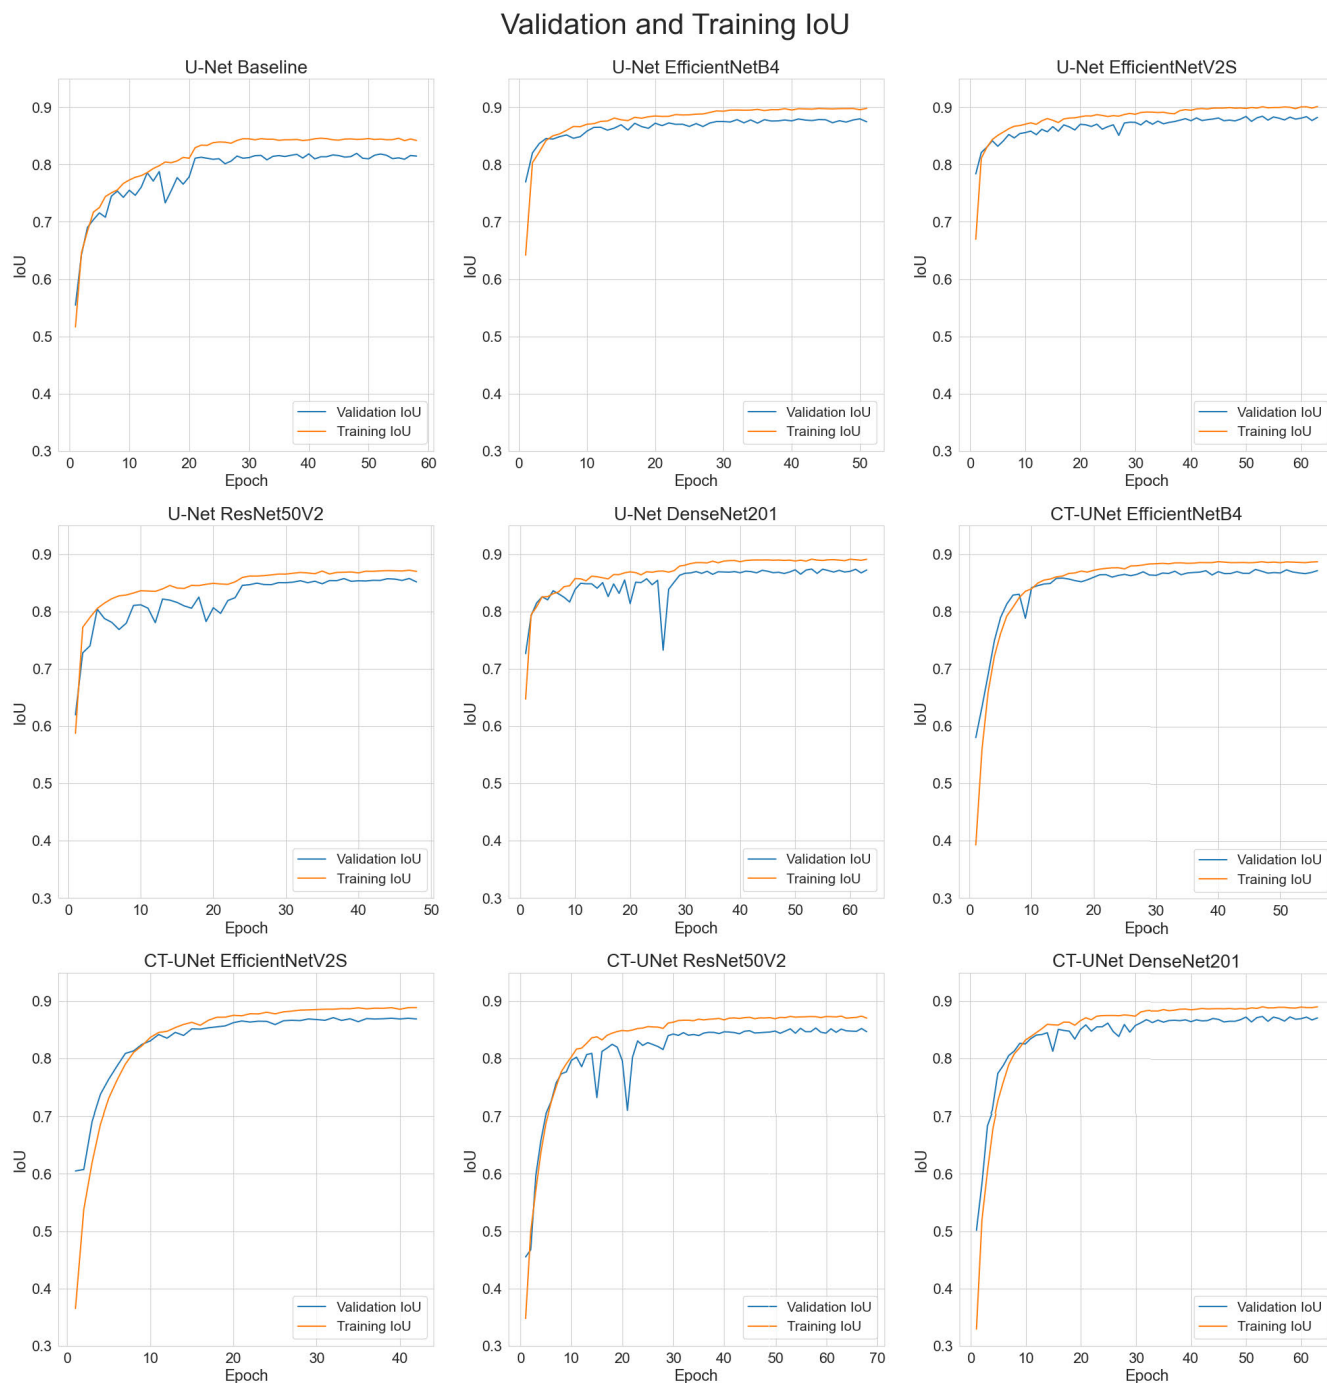 Validation and Training IoU
U-Net Baseline
IoU
0.9
0.8
0.7
0.6
0.5
0.4
0.3
0 10 20 30 40 50 60
Epoch
Validation IoU
Training IoU
U-Net EfficientNetB4
IoU
0.9
0.8
0.7
0.6
0.5
0.4
0.3
0 10 20 30 40 50
Epoch
Validation IoU
Training IoU
U-Net EfficientNetV2S
IoU
0.9
0.8
0.7
0.6
0.5
0.4
0.3
0 10 20 30 40 50 60
Epoch
Validation IoU
Training IoU
U-Net ResNet50V2
IoU
0.9
0.8
0.7
0.6
0.5
0.4
0.3
0 10 20 30 40 50
Epoch
Validation IoU
Training IoU
U-Net DenseNet201
IoU
0.9
0.8
0.7
0.6
0.5
0.4
0.3
0 10 20 30 40 50 60
Epoch
Validation IoU
Training IoU
CT-UNet EfficientNetB4
IoU
0.9
0.8
0.7
0.6
0.5
0.4
0.3
0 10 20 30 40 50
Epoch
Validation IoU
Training IoU
CT-UNet EfficientNetV2S
IoU
0.9
0.8
0.7
0.6
0.5
0.4
0.3
0 10 20 30 40
Epoch
Validation IoU
Training IoU
CT-UNet ResNet50V2
IoU
0.9
0.8
0.7
0.6
0.5
0.4
0.3
0 10 20 30 40 50 60 70
Epoch
Validation IoU
Training IoU
CT-UNet DenseNet201
IoU
0.9
0.8
0.7
0.6
0.5
0.4
0.3
0 10 20 30 40 50 60
Epoch
Validation IoU
Training IoU